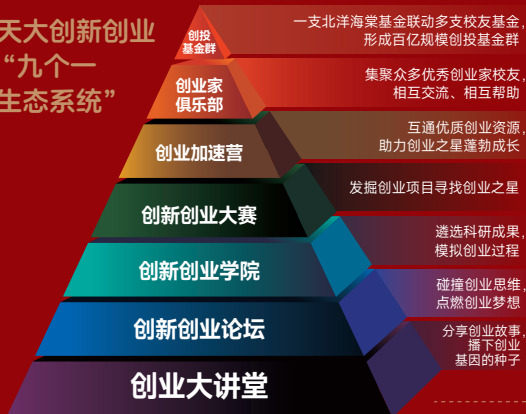 天大创新创业
“九个一
生态系统”
创投
基金群
一支北洋海棠基金联动多支校友基金,
形成百亿规模创投基金群
创业家
俱乐部
集聚众多优秀创业家校友,
相互交流、相互帮助
创业加速营
互通优质创业资源,
助力创业之星蓬勃成长
创新创业大赛
发掘创业项目寻找创业之星
创新创业学院
遴选科研成果,
模拟创业过程
创新创业论坛
碰撞创业思维,
点燃创业梦想
创业大讲堂
分享创业故事,
播下创业
基因的种子